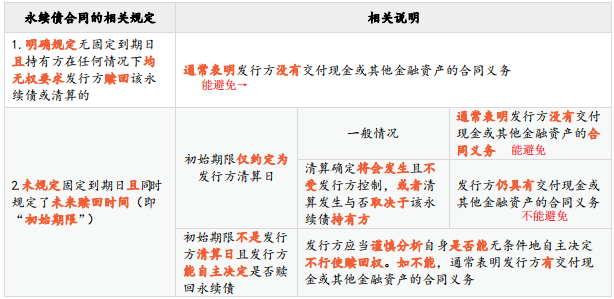 永续债合同的相关规定
相关说明
1. 明确规定无固定到期日
且持有方在任何情况下均
无权要求发行方赎回该永
续债或清算的
通常表明发行方没有交付现金或其他金融资产的合同义务
能避免→
2.未规定固定到期日且同时
规定了未来赎回时间（即
“初始期限”）
初始期限仅约定为
发行方清算日
一般情况
通常表明发行方没有交付
现金或其他金融资产的合
同义务 能避免
清算确定将会发生且不
受发行方控制，或者清
算发生与否取决于该永
续债持有方
发行方仍具有交付现金或
其他金融资产的合同义务
不能避免
初始期限不是发行
方清算日且发行方
能自主决定是否赎
回永续债
发行方应当谨慎分析自身是否能无条件地自主决定
不行使赎回权。如不能，通常表明发行方有交付现
金或其他金融资产的合同义务